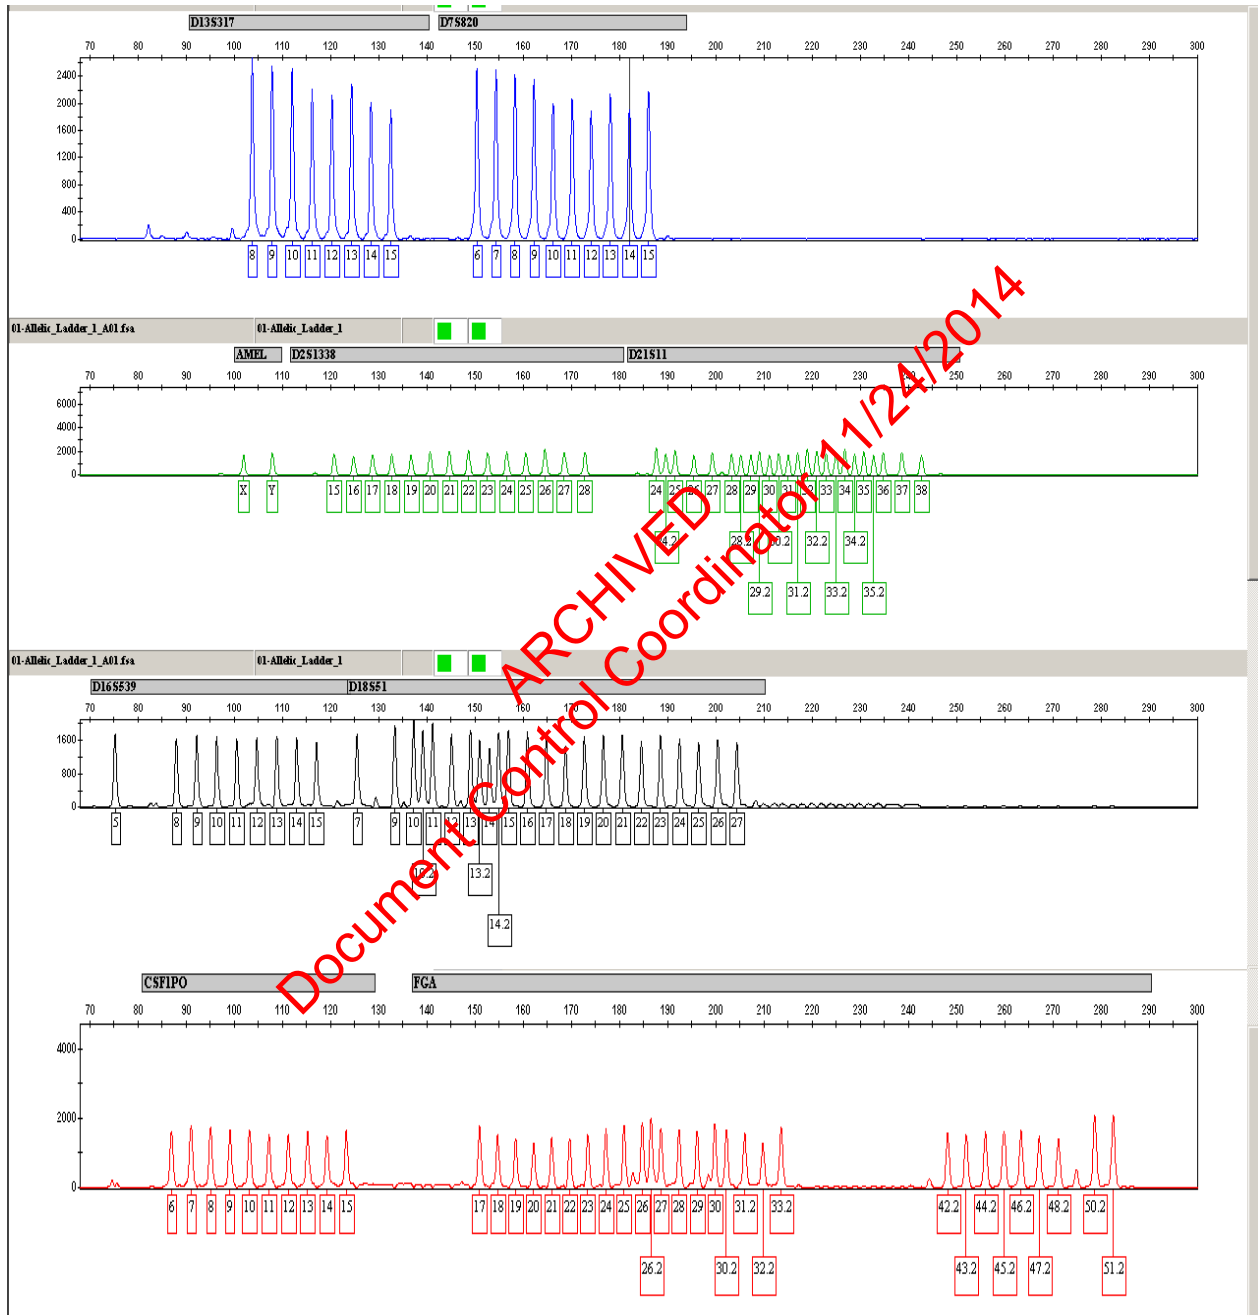 D13S317 D7S820
70 80 90 100 110 120 130 140 150 160 170 180 190 200 210 220 230 240 250 260 270 280 290 300
2400
2000
1600
1200
800
400
0
8 9 10 11 12 13 14 15 6 7 8 9 10 11 12 13 14 15
01-Allelic_Ladder_1_A01.fsa 01-Allelic_Ladder_1
AMEL D2S1338 D21S11
70 80 90 100 110 120 130 140 150 160 170 180 190 200 210 220 230 240 250 260 270 280 290 300
6000
4000
2000
0
X Y 15 16 17 18 19 20 21 22 23 24 25 26 27 28 24 25 26 27 28 29 30 31 33 34 35 36 37 38
28.2 32.2 34.2
29.2 31.2 33.2 35.2
01-Allelic_Ladder_1_A01.fsa 01-Allelic_Ladder_1
D16S539 D18S51
70 80 90 100 110 120 130 140 150 160 170 180 190 200 210 220 230 240 250 260 270 280 290 300
1600
800
0
5 8 9 10 11 12 13 14 15 7 9 10 11 12 13 14 15 16 17 18 19 20 21 22 23 24 25 26 27
10.2 13.2
14.2
CSF1PO FGA
70 80 90 100 110 120 130 140 150 160 170 180 190 200 210 220 230 240 250 260 270 280 290 300
4000
2000
0
6 7 8 9 10 11 12 13 14 15 17 18 19 20 21 22 23 24 25 26 27 28 29 30 31.2 33.2 42.2 44.2 46.2 48.2 50.2
26.2 30.2 32.2 43.2 45.2 47.2 51.2
ARCHIVED
Document Control Coordinator 11/24/2014